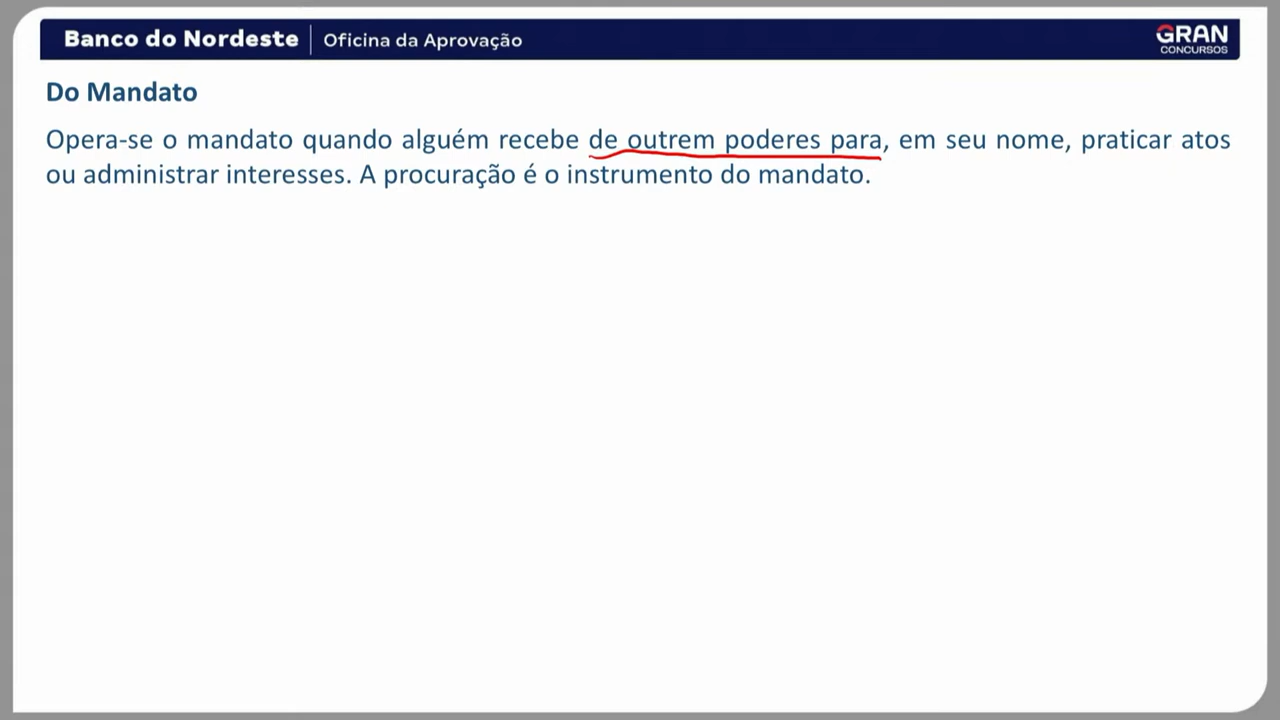 Banco do Nordeste | Oficina da Aprovação
GRAN
CONCURSOS
Do Mandato
Opera-se o mandato quando alguém recebe de outrem poderes para, em seu nome, praticar atos
ou administrar interesses. A procuração é o instrumento do mandato.